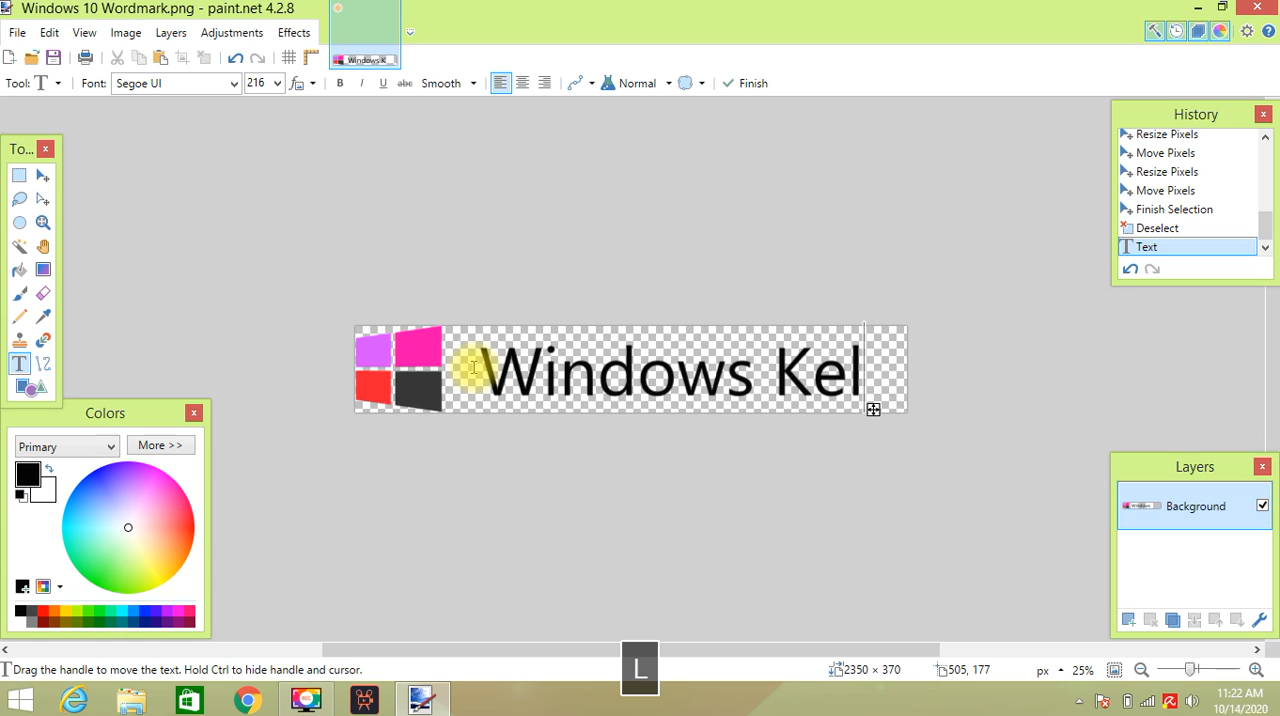 Windows 10 Wordmark.png - paint.net 4.2.8
File Edit View Image Layers Adjustments Effects
Windows K
Tool: T Font: Segoe UI 216 fx B I U abc Smooth Normal Finish
To...
History
Resize Pixels
Move Pixels
Resize Pixels
Move Pixels
Finish Selection
Deselect
Text
Windows Kel
Colors
Primary More >>
Layers
Background
Drag the handle to move the text. Hold Ctrl to hide handle and cursor.
L
2350 × 370 505, 177 px 25%
11:22 AM
10/14/2020